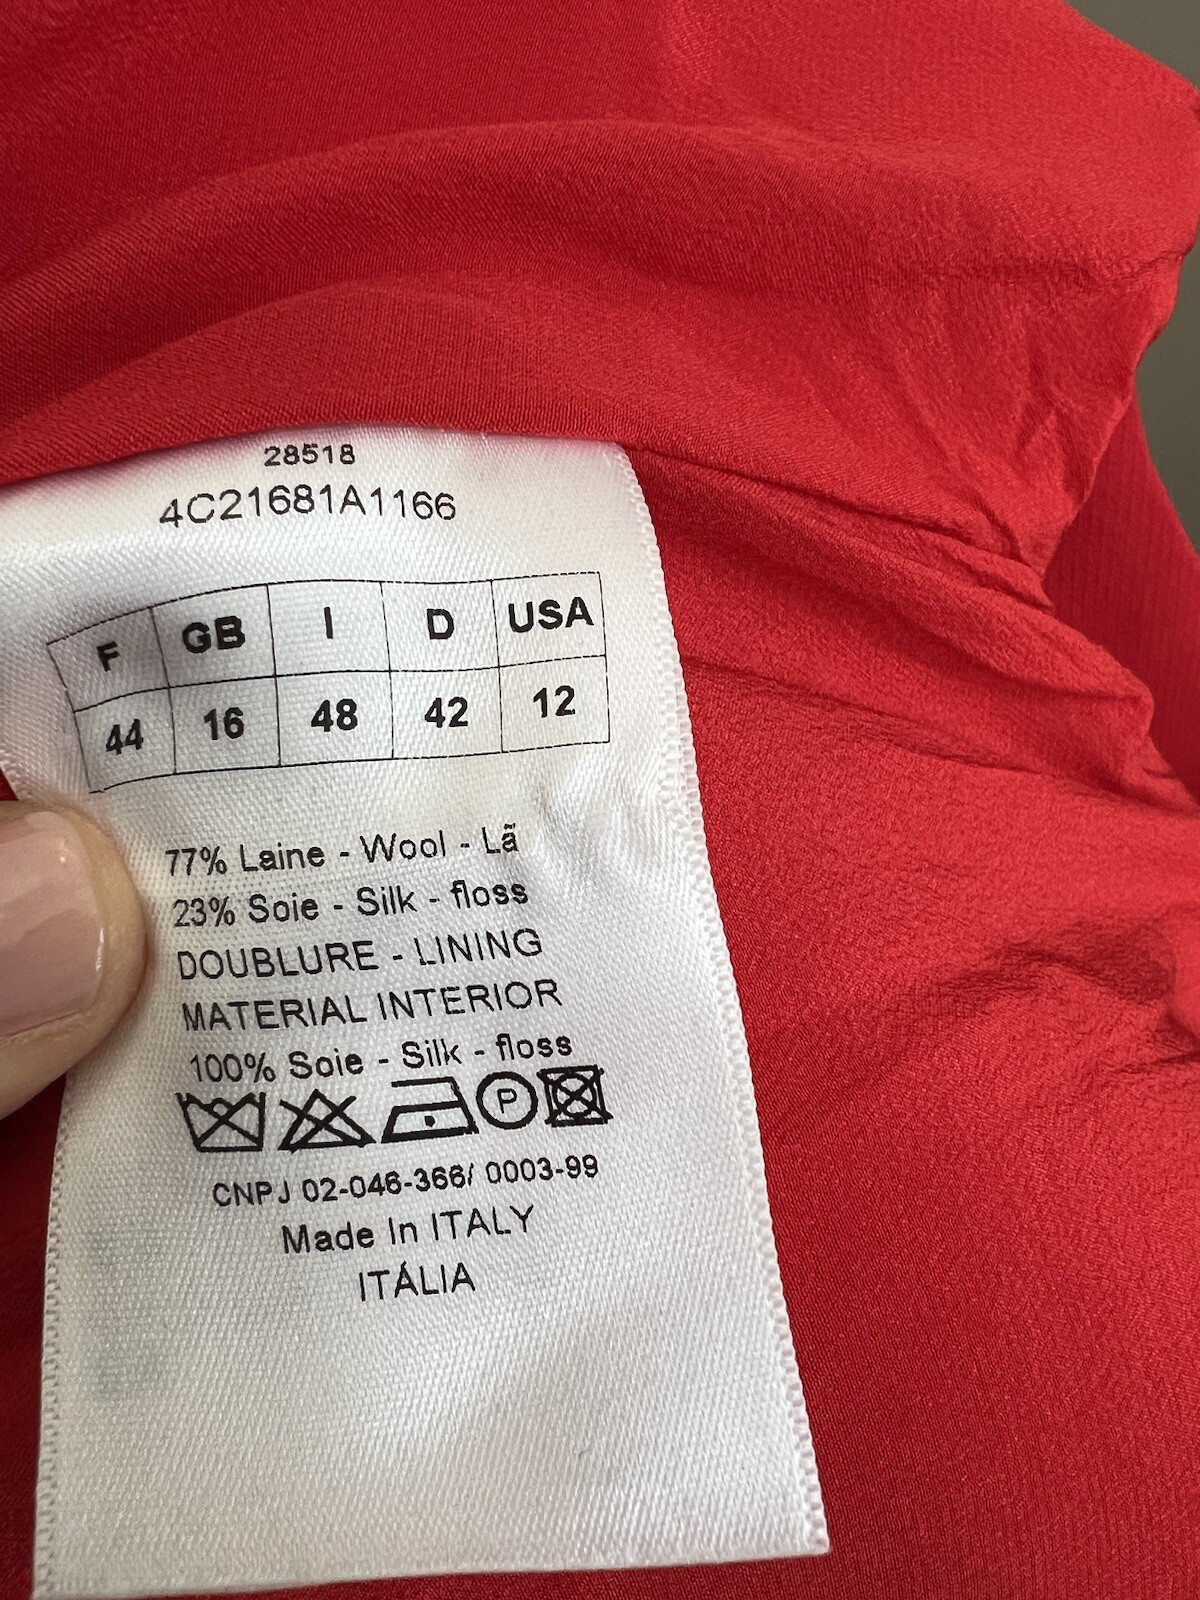 28518
4C21681A1166
F GB I D USA
44 16 48 42 12
77% Laine - Wool - Lã
23% Soie - Silk - floss
DOUBLURE - LINING
MATERIAL INTERIOR
100% Soie - Silk - floss
P
CNPJ 02-046-366/ 0003-99
Made In ITALY
ITÁLIA